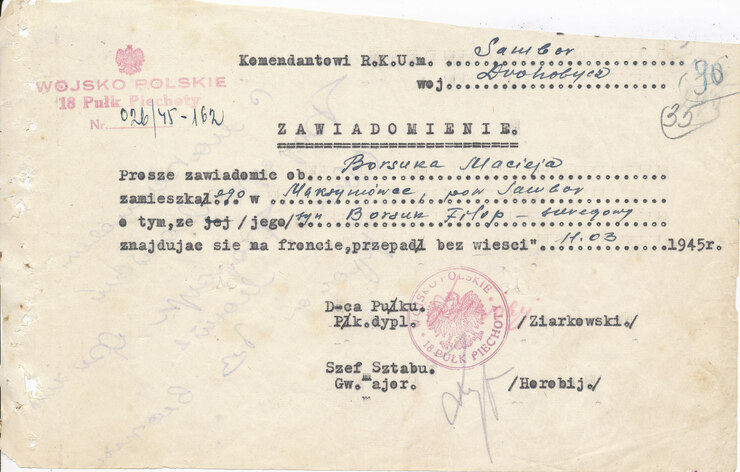 Komendantowi R.K.U.m. Sambor
woj. Drohobycz
90
35
WOJSKO POLSKIE
18 Pułk Piechoty
Nr. 026/45-162
ZAWIADOMIENIE.
Prosze zawiadomic ob. Borsuka Macieja
zamieszkałego w Maksymówce, pow Sambor
o tym, ze jej /jego/ syn Borsuk Filip – szeregowy
znajdujac sie na froncie, przepadł bez wiesci" 11.03 1945r.
D-ca Pułku.
Płk. dypl. /Ziarkowski./
WOJSKO POLSKIE
18 PUŁK PIECHOTY
Szef Sztabu.
Gw. major. /Horobij./